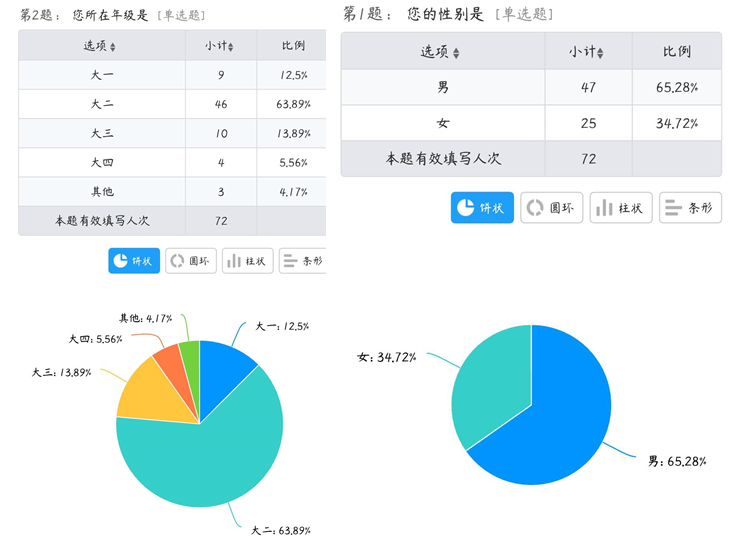 第2题： 您所在年级是 [单选题]
选项 小计 比例
大一 9 12.5%
大二 46 63.89%
大三 10 13.89%
大四 4 5.56%
其他 3 4.17%
本题有效填写人次 72
饼状 圆环 柱状 条形
其他: 4.17%
大一: 12.5%
大四: 5.56%
大三: 13.89%
大二: 63.89%
第1题： 您的性别是 [单选题]
选项 小计 比例
男 47 65.28%
女 25 34.72%
本题有效填写人次 72
饼状 圆环 柱状 条形
女: 34.72%
男: 65.28%